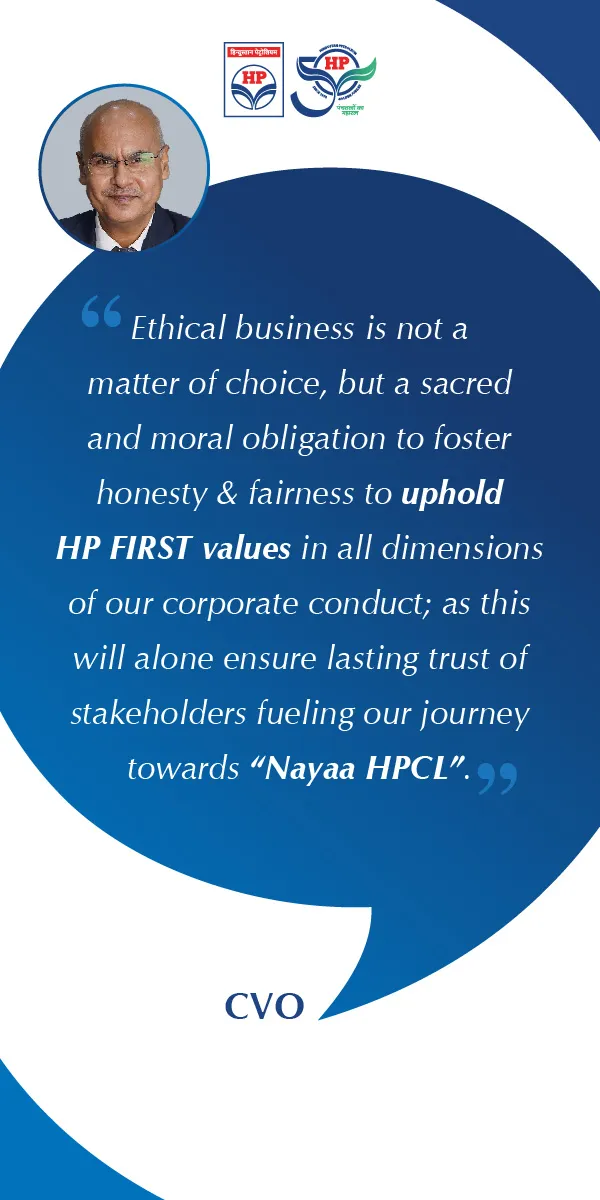 हिन्दुस्तान पेट्रोलियम
HP
HP
“ Ethical business is not a
matter of choice, but a sacred
and moral obligation to foster
honesty & fairness to uphold
HP FIRST values in all dimensions
of our corporate conduct; as this
will alone ensure lasting trust of
stakeholders fueling our journey
towards “Nayaa HPCL”. ”
CVO